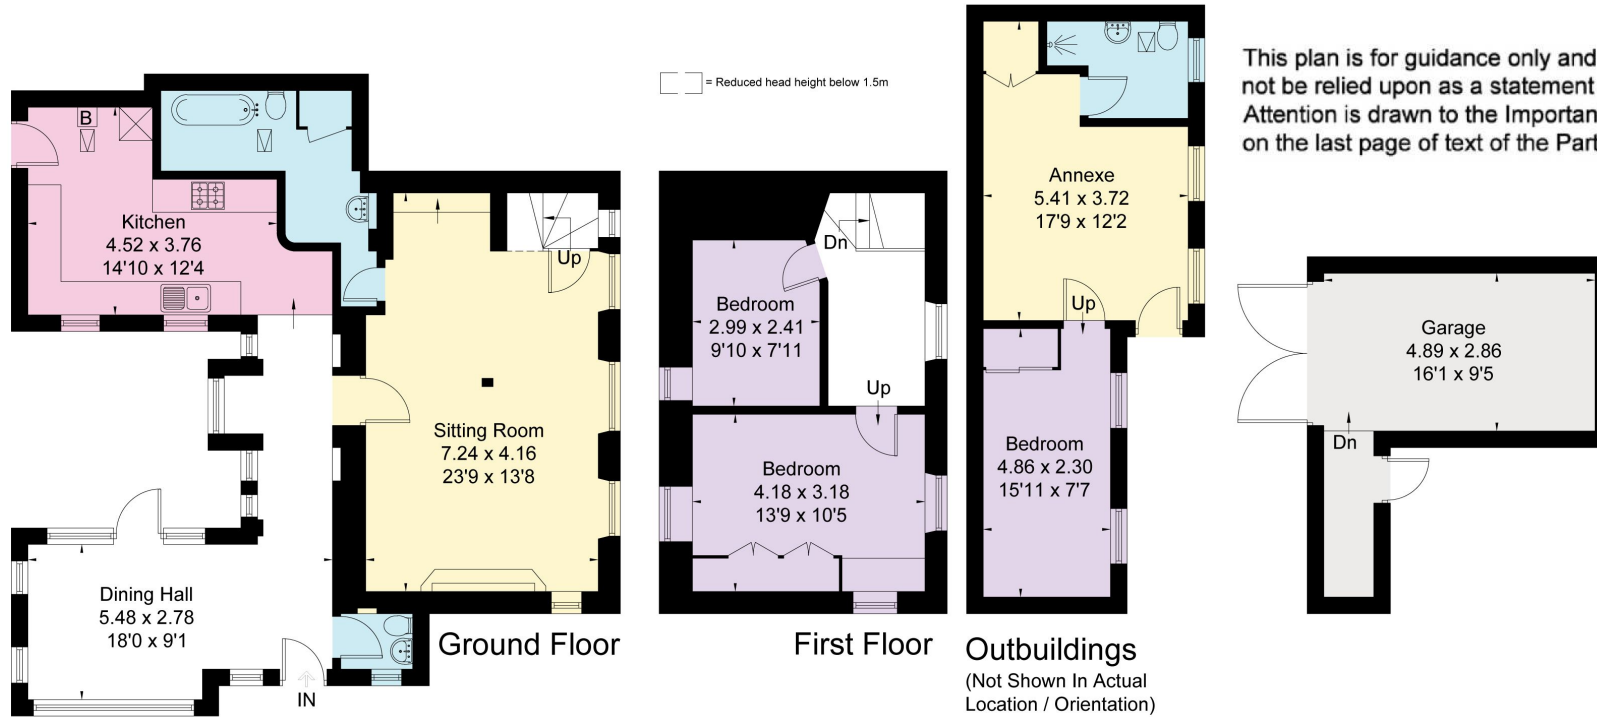 = Reduced head height below 1.5m
This plan is for guidance only and
not be relied upon as a statement
Attention is drawn to the Importan
on the last page of text of the Part
B
Kitchen
4.52 x 3.76
14'10 x 12'4
Up
Sitting Room
7.24 x 4.16
23'9 x 13'8
Dining Hall
5.48 x 2.78
18'0 x 9'1
IN
Ground Floor
Dn
Bedroom
2.99 x 2.41
9'10 x 7'11
Up
Bedroom
4.18 x 3.18
13'9 x 10'5
First Floor
Annexe
5.41 x 3.72
17'9 x 12'2
Up
Bedroom
4.86 x 2.30
15'11 x 7'7
Outbuildings
(Not Shown In Actual
Location / Orientation)
Garage
4.89 x 2.86
16'1 x 9'5
Dn